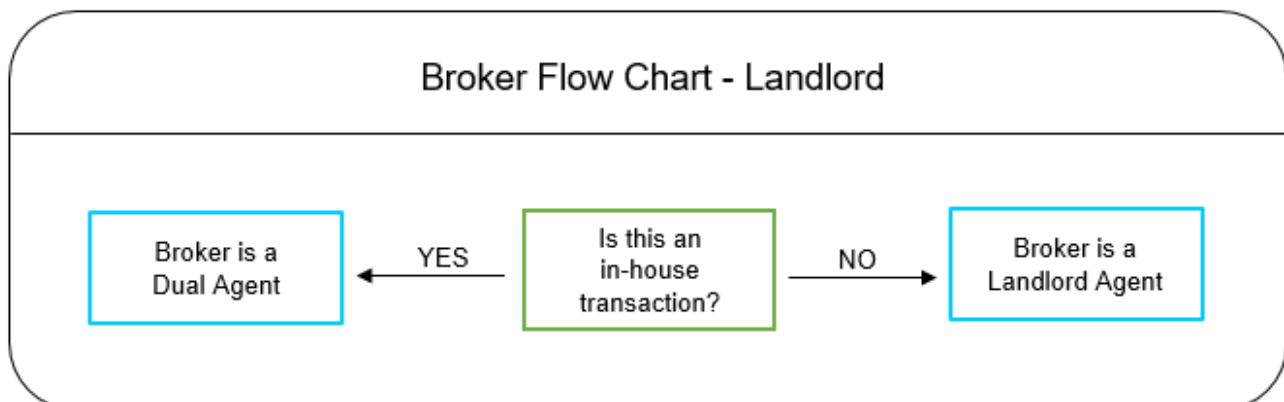 Broker Flow Chart - Landlord
Broker is a
Dual Agent
YES
Is this an
in-house
transaction?
NO
Broker is a
Landlord Agent